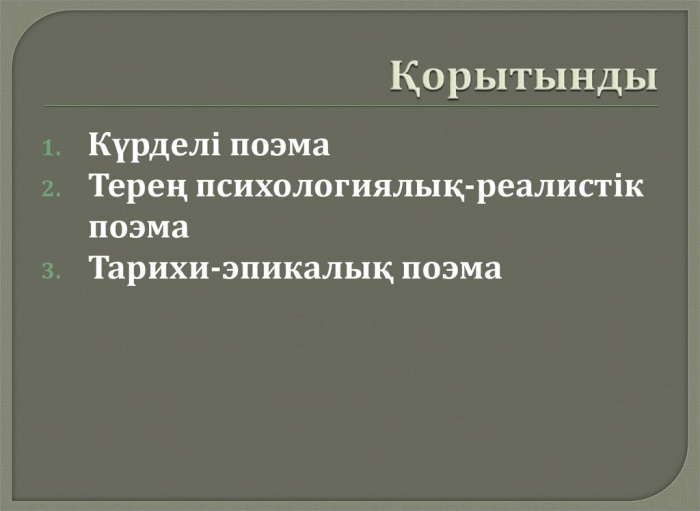 Қорытынды
1. Күрделі поэма
2. Терең психологиялық-реалистік
поэма
3. Тарихи-эпикалық поэма